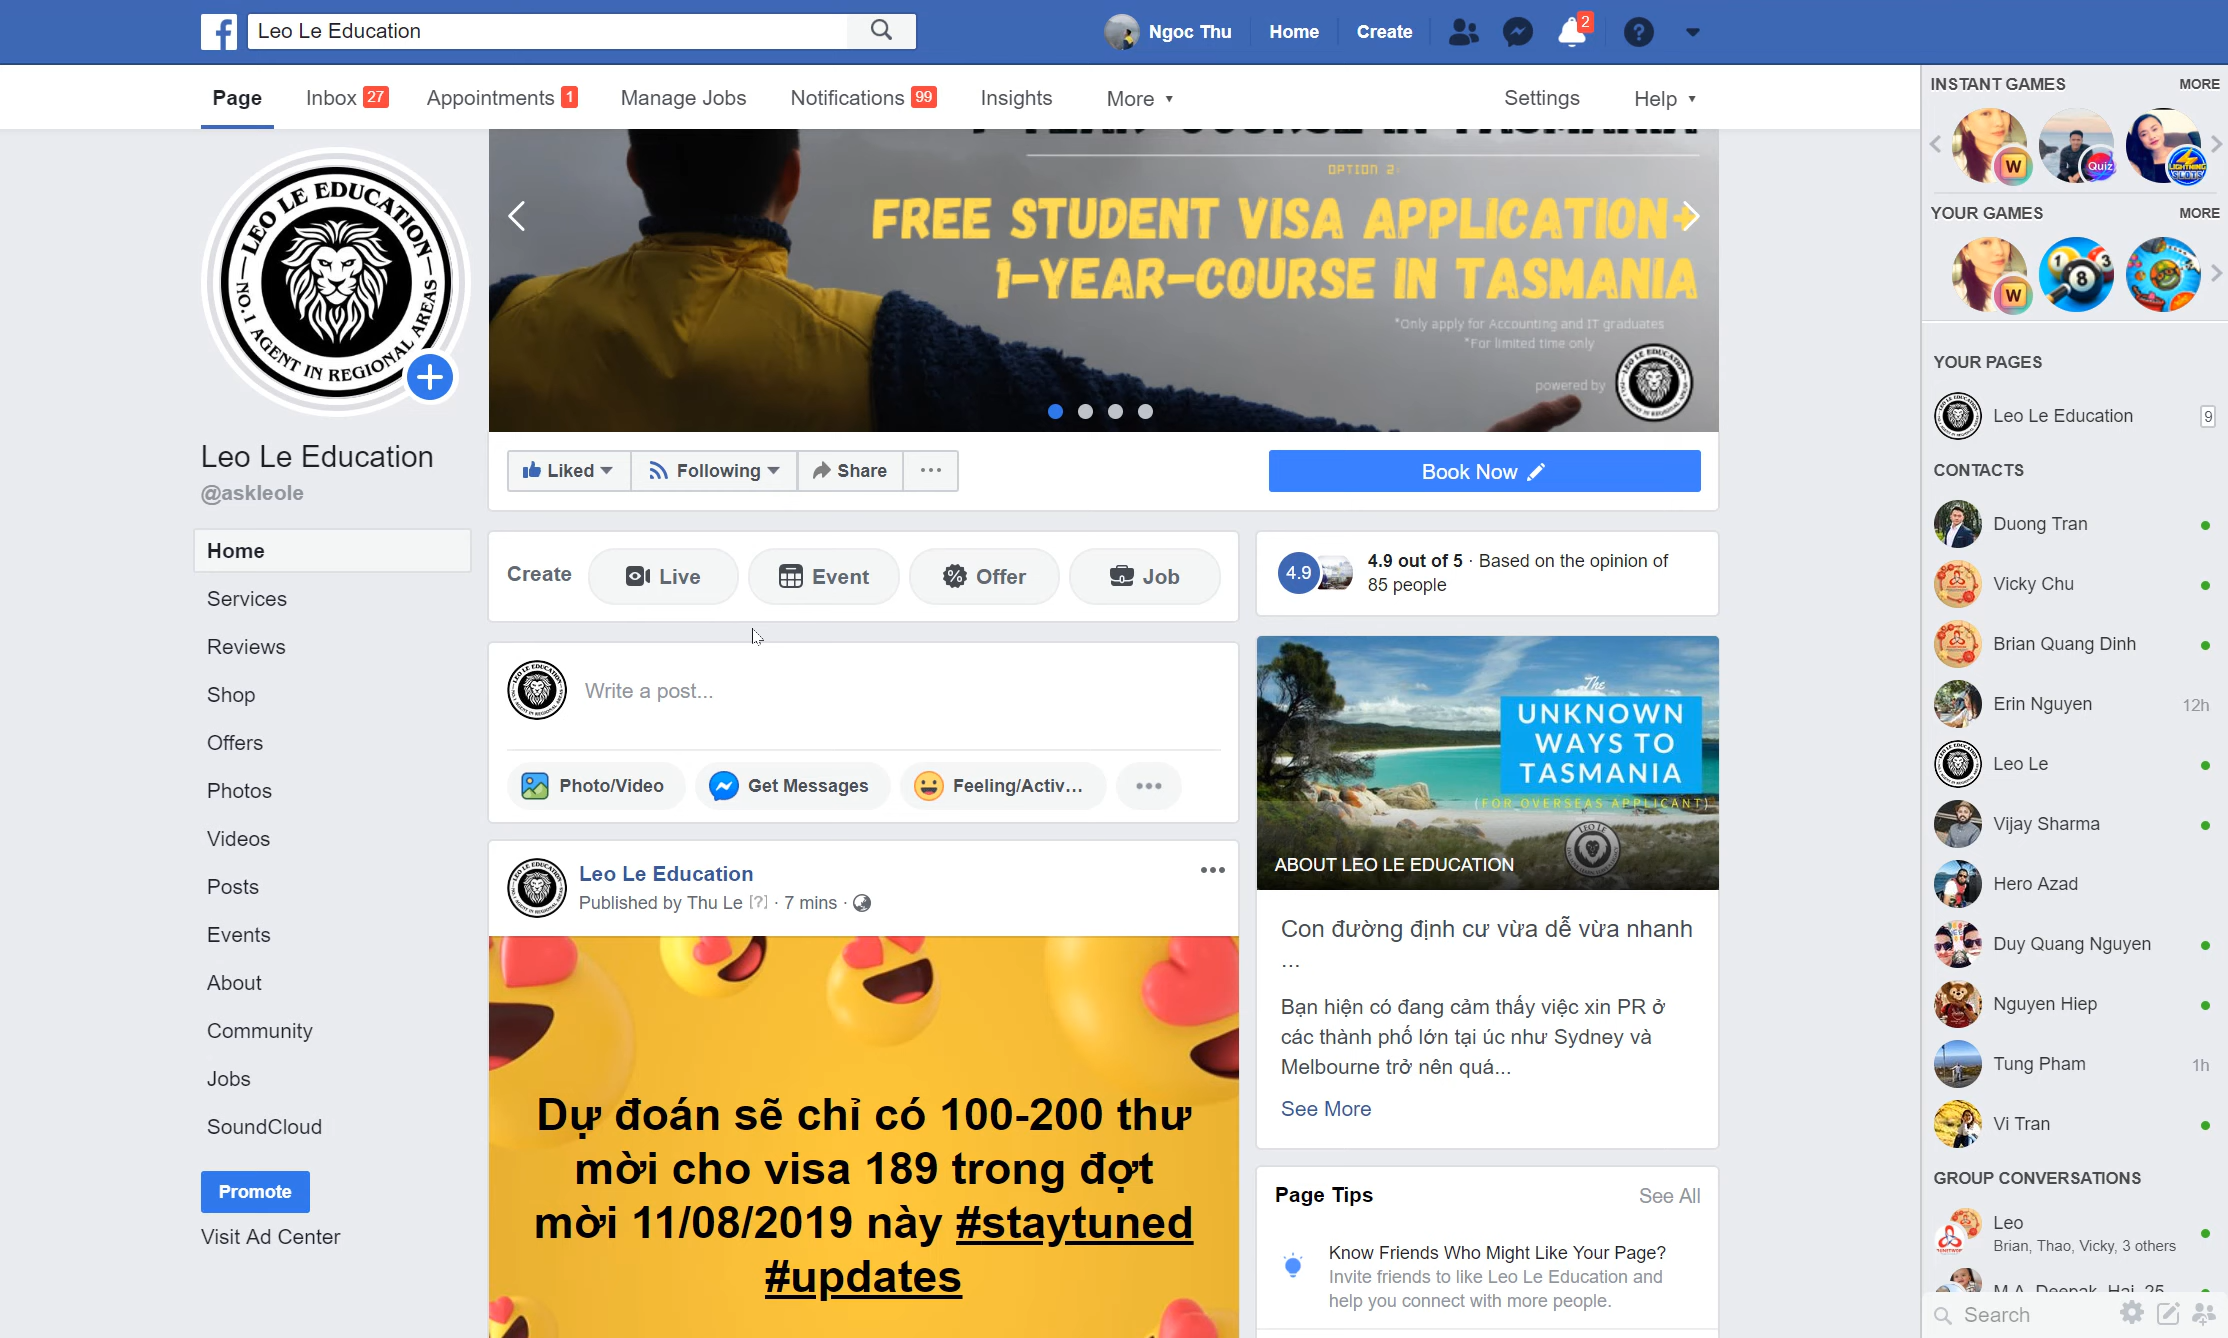 Leo Le Education
Ngoc Thu
Home
Create
2
Page
Inbox 27
Appointments 1
Manage Jobs
Notifications 99
Insights
More
Settings
Help
LEO LE EDUCATION
NO.1 AGENT IN REGIONAL AREAS
Leo Le Education
@askleole
Home
Services
Reviews
Shop
Offers
Photos
Videos
Posts
Events
About
Community
Jobs
SoundCloud
Promote
Visit Ad Center
1-YEAR-COURSE IN TASMANIA
OPTION 2:
FREE STUDENT VISA APPLICATION+
1-YEAR-COURSE IN TASMANIA
*Only apply for Accounting and IT graduates
*For limited time only
powered by
Liked
Following
Share
Book Now
Create
Live
Event
Offer
Job
Write a post...
Photo/Video
Get Messages
Feeling/Activ...
Leo Le Education
Published by Thu Le [?] · 7 mins ·
Dự đoán sẽ chỉ có 100-200 thư
mời cho visa 189 trong đợt
mời 11/08/2019 này #staytuned
#updates
4.9
4.9 out of 5 · Based on the opinion of
85 people
The
UNKNOWN
WAYS TO
TASMANIA
(FOR OVERSEAS APPLICANT)
ABOUT LEO LE EDUCATION
Con đường định cư vừa dễ vừa nhanh
...
Bạn hiện có đang cảm thấy việc xin PR ở
các thành phố lớn tại úc như Sydney và
Melbourne trở nên quá...
See More
Page Tips
See All
Know Friends Who Might Like Your Page?
Invite friends to like Leo Le Education and
help you connect with more people.
INSTANT GAMES
MORE
W
Quiz
LIGHTNING
SLOTS
YOUR GAMES
MORE
W
1 8 3
YOUR PAGES
Leo Le Education
9
CONTACTS
Duong Tran
Vicky Chu
Brian Quang Dinh
Erin Nguyen
12h
Leo Le
Vijay Sharma
Hero Azad
Duy Quang Nguyen
Nguyen Hiep
Tung Pham
1h
Vi Tran
GROUP CONVERSATIONS
Leo
Brian, Thao, Vicky, 3 others
Search